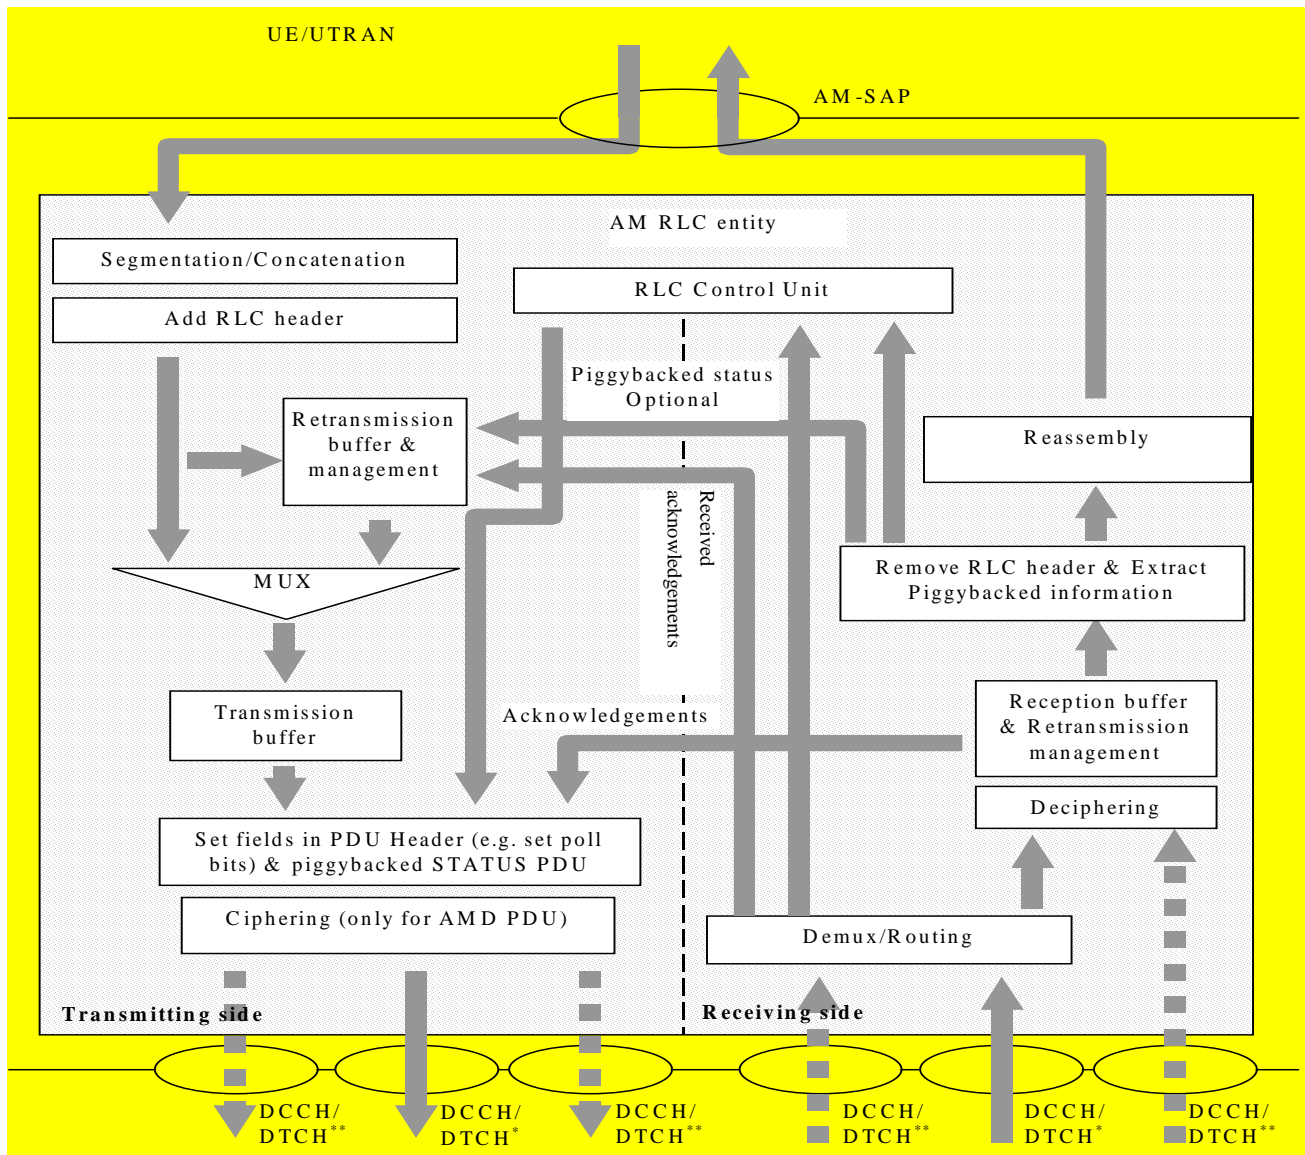 UE/UTRAN
AM-SAP
AM RLC entity
Segmentation/Concatenation
RLC Control Unit
Add RLC header
Piggybacked status
Optional
Retransmission
buffer &
management
Reassembly
Received
acknowledgements
MUX
Remove RLC header & Extract
Piggybacked information
Transmission
buffer
Acknowledgements
Reception buffer
& Retransmission
management
Deciphering
Set fields in PDU Header (e.g. set poll
bits) & piggybacked STATUS PDU
Ciphering (only for AMD PDU)
Demux/Routing
Transmitting side
Receiving side
DCCH/
DTCH**
DCCH/
DTCH*
DCCH/
DTCH**
DCCH/
DTCH**
DCCH/
DTCH*
DCCH/
DTCH**